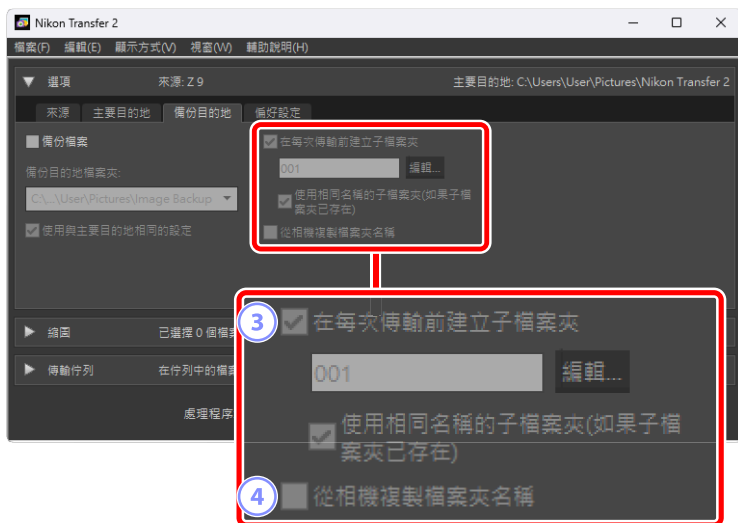 Nikon Transfer 2
檔案(F) 編輯(E) 顯示方式(V) 視窗(W) 輔助說明(H)
選項 來源: Z 9 主要目的地: C:\Users\User\Pictures\Nikon Transfer 2
來源 主要目的地 備份目的地 偏好設定
備份檔案
備份目的地檔案夾:
C:\...\User\Pictures\Image Backup
使用與主要目的地相同的設定
在每次傳輸前建立子檔案夾
001 編輯...
使用相同名稱的子檔案夾(如果子檔
案夾已存在)
從相機複製檔案夾名稱
縮圖 已選擇 0 個檔案
傳輸佇列 在佇列中的檔案
處理程序
3 在每次傳輸前建立子檔案夾
001 編輯...
使用相同名稱的子檔案夾(如果子檔
案夾已存在)
4 從相機複製檔案夾名稱